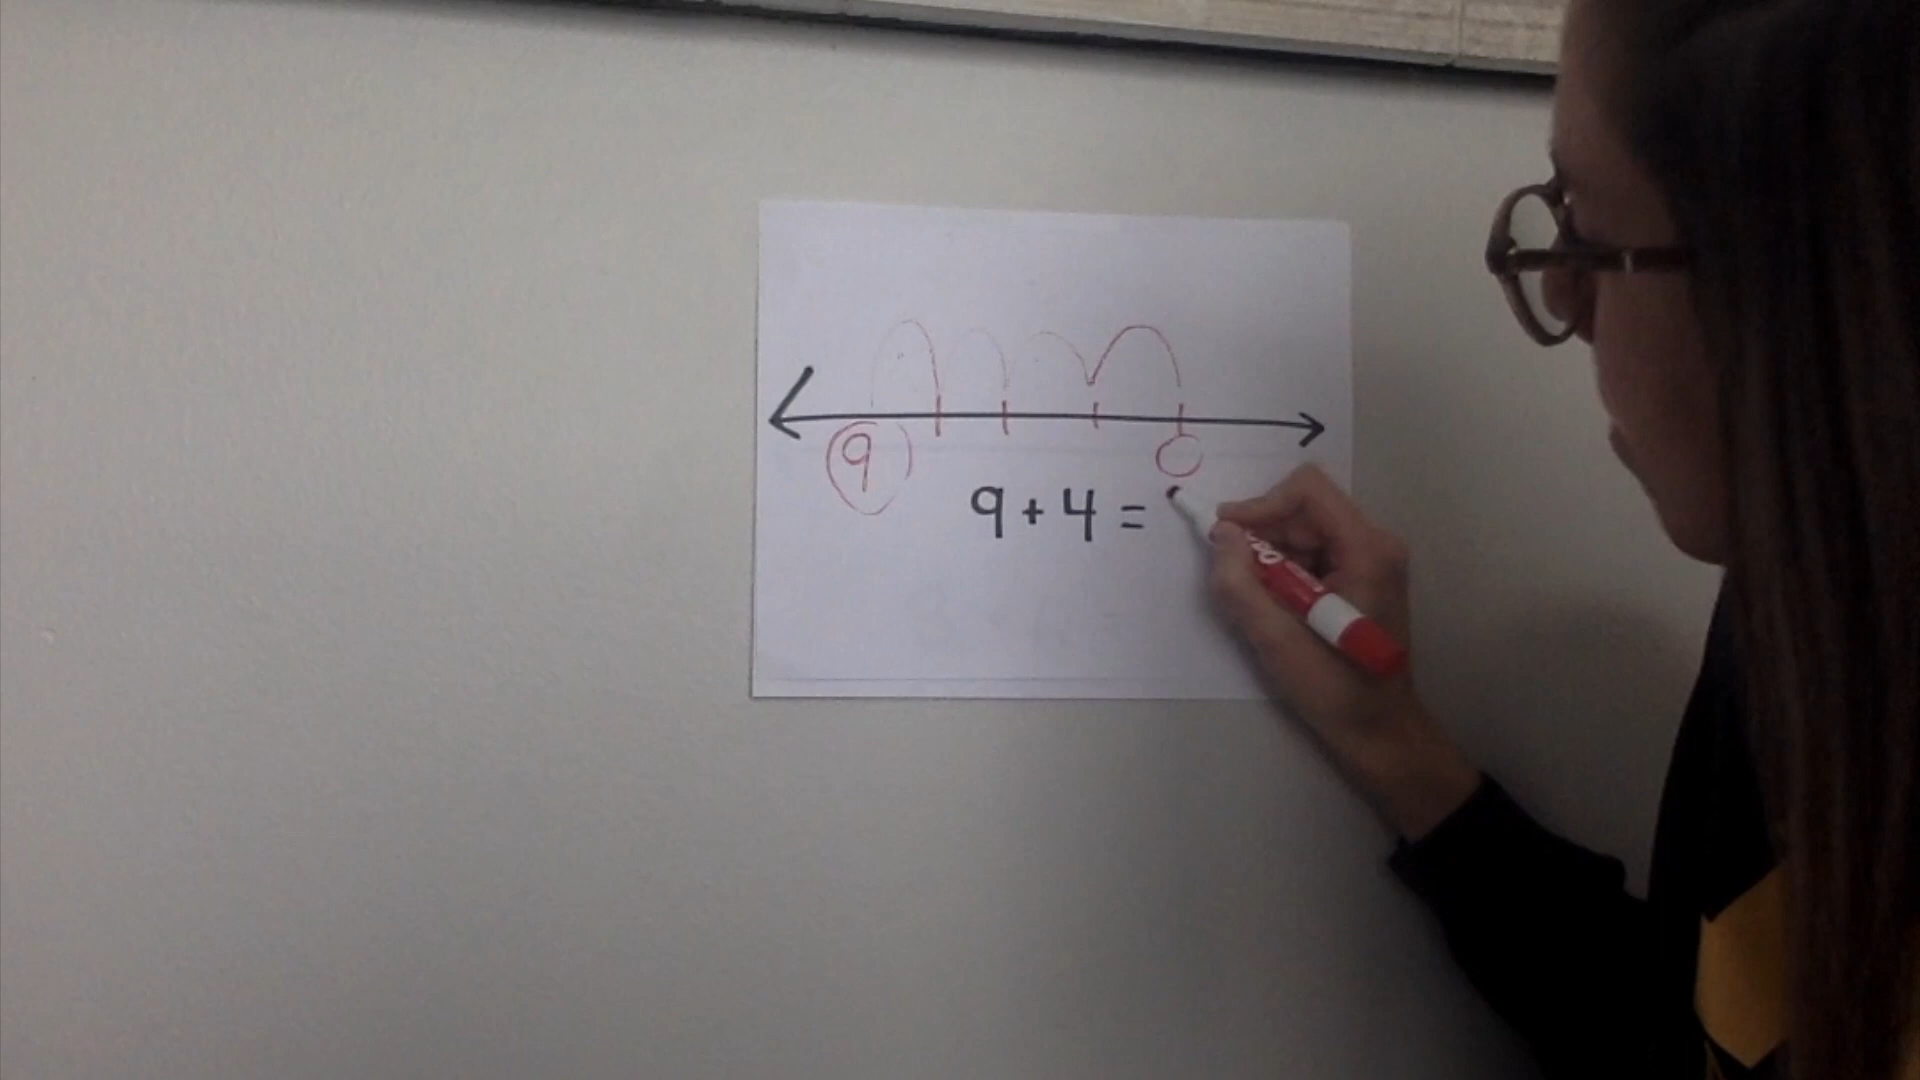 9
9 + 4 =